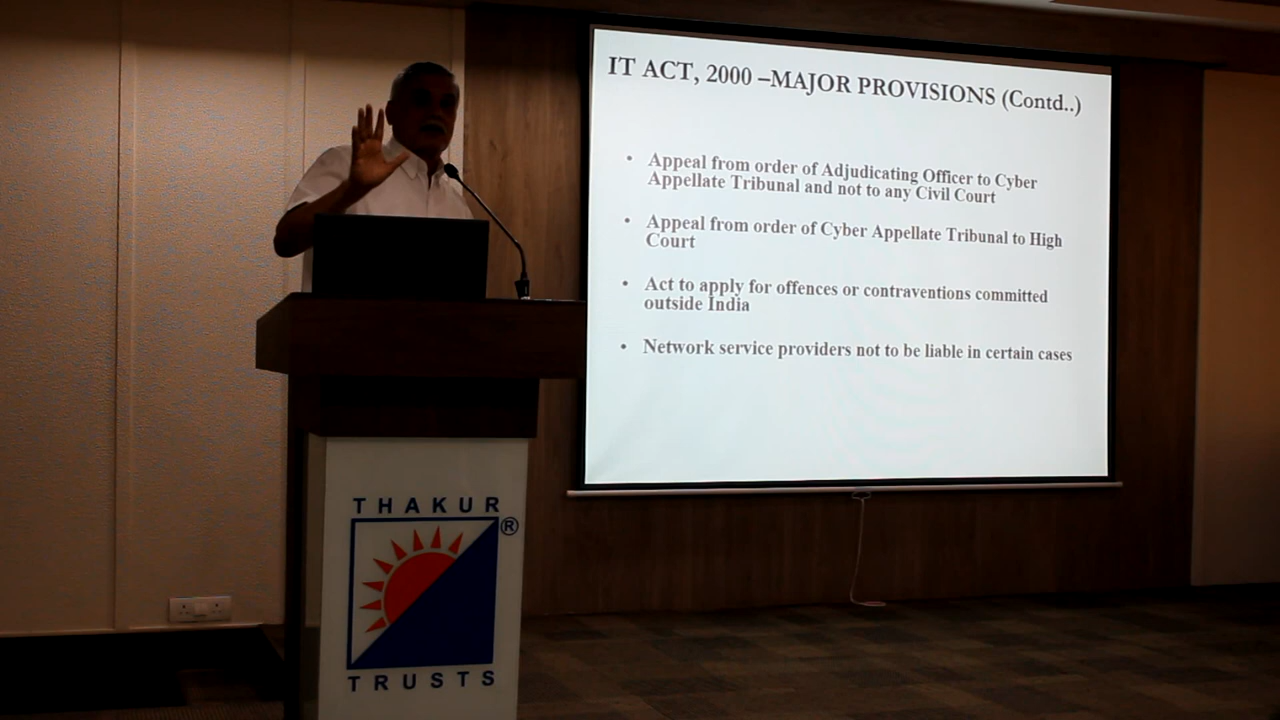 IT ACT, 2000 –MAJOR PROVISIONS (Contd..)
• Appeal from order of Adjudicating Officer to Cyber
Appellate Tribunal and not to any Civil Court
• Appeal from order of Cyber Appellate Tribunal to High
Court
• Act to apply for offences or contraventions committed
outside India
• Network service providers not to be liable in certain cases
THAKUR
®
TRUSTS